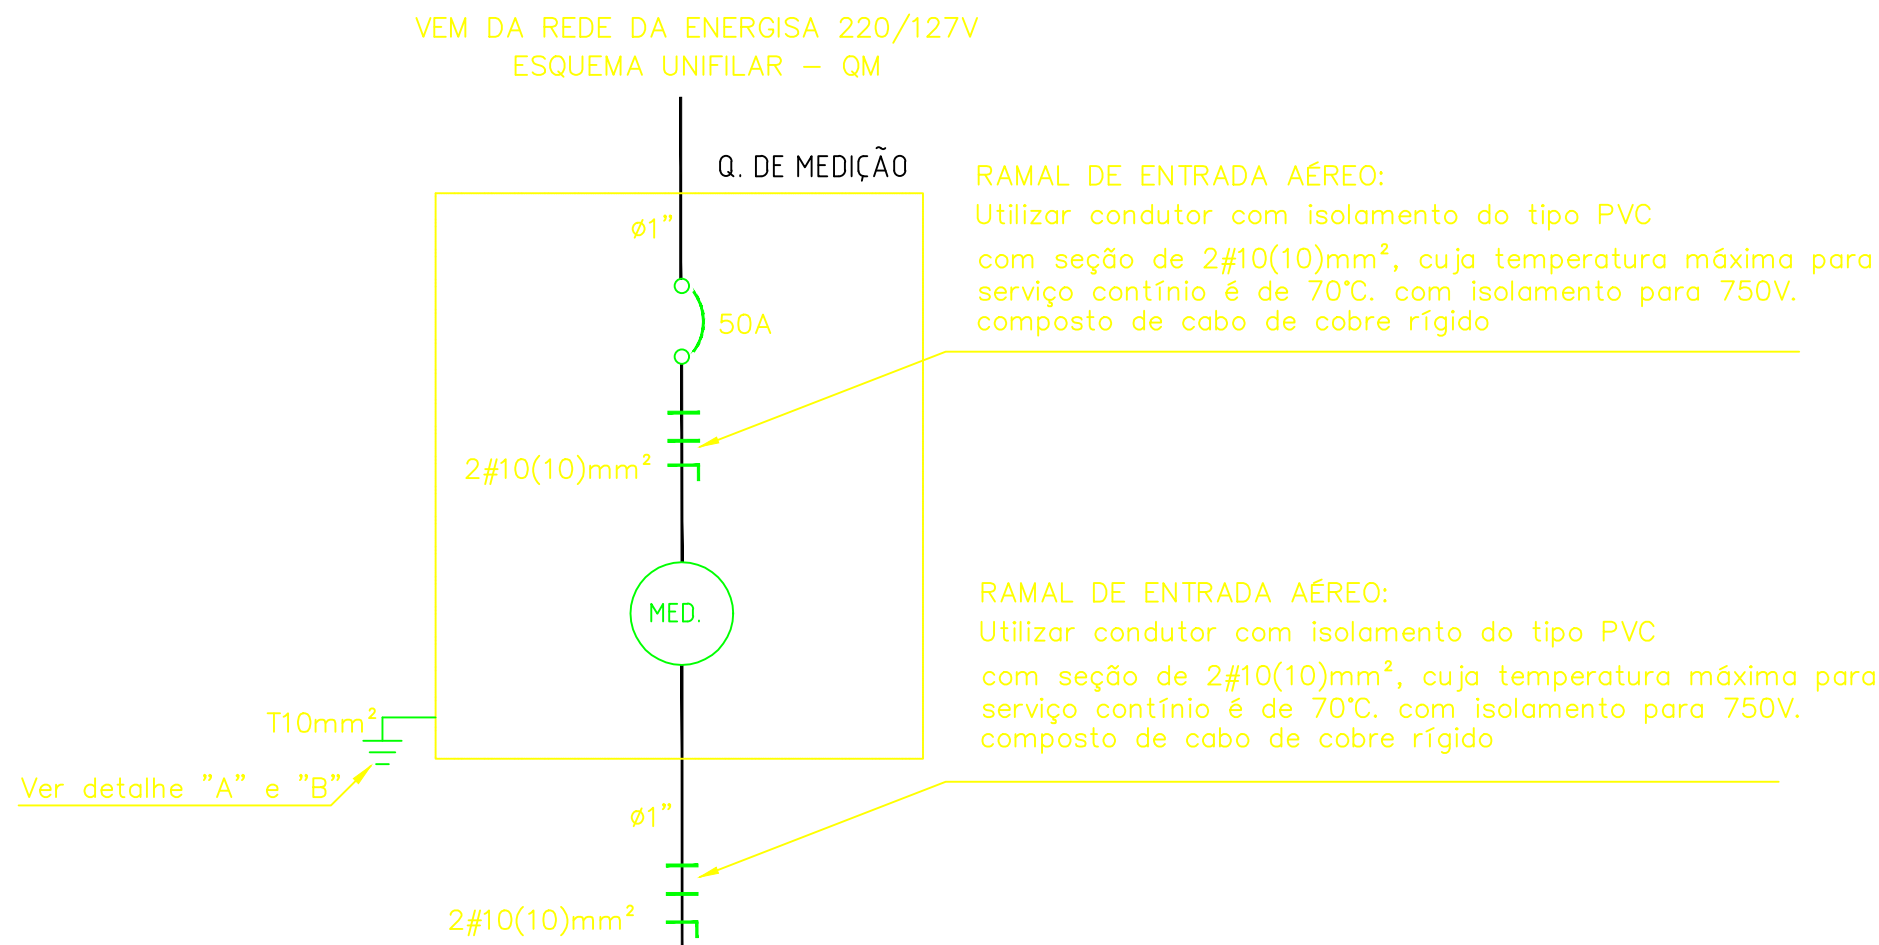 VEM DA REDE DA ENERGISA 220/127V
ESQUEMA UNIFILAR – QM
Q. DE MEDIÇÃO
ø1"
50A
2#10(10)mm²
MED.
RAMAL DE ENTRADA AÉREO:
Utilizar condutor com isolamento do tipo PVC
com seção de 2#10(10)mm², cuja temperatura máxima para
serviço contínio é de 70°C. com isolamento para 750V.
composto de cabo de cobre rígido
RAMAL DE ENTRADA AÉREO:
Utilizar condutor com isolamento do tipo PVC
com seção de 2#10(10)mm², cuja temperatura máxima para
serviço contínio é de 70°C. com isolamento para 750V.
composto de cabo de cobre rígido
T10mm²
Ver detalhe "A" e "B"
ø1"
2#10(10)mm²